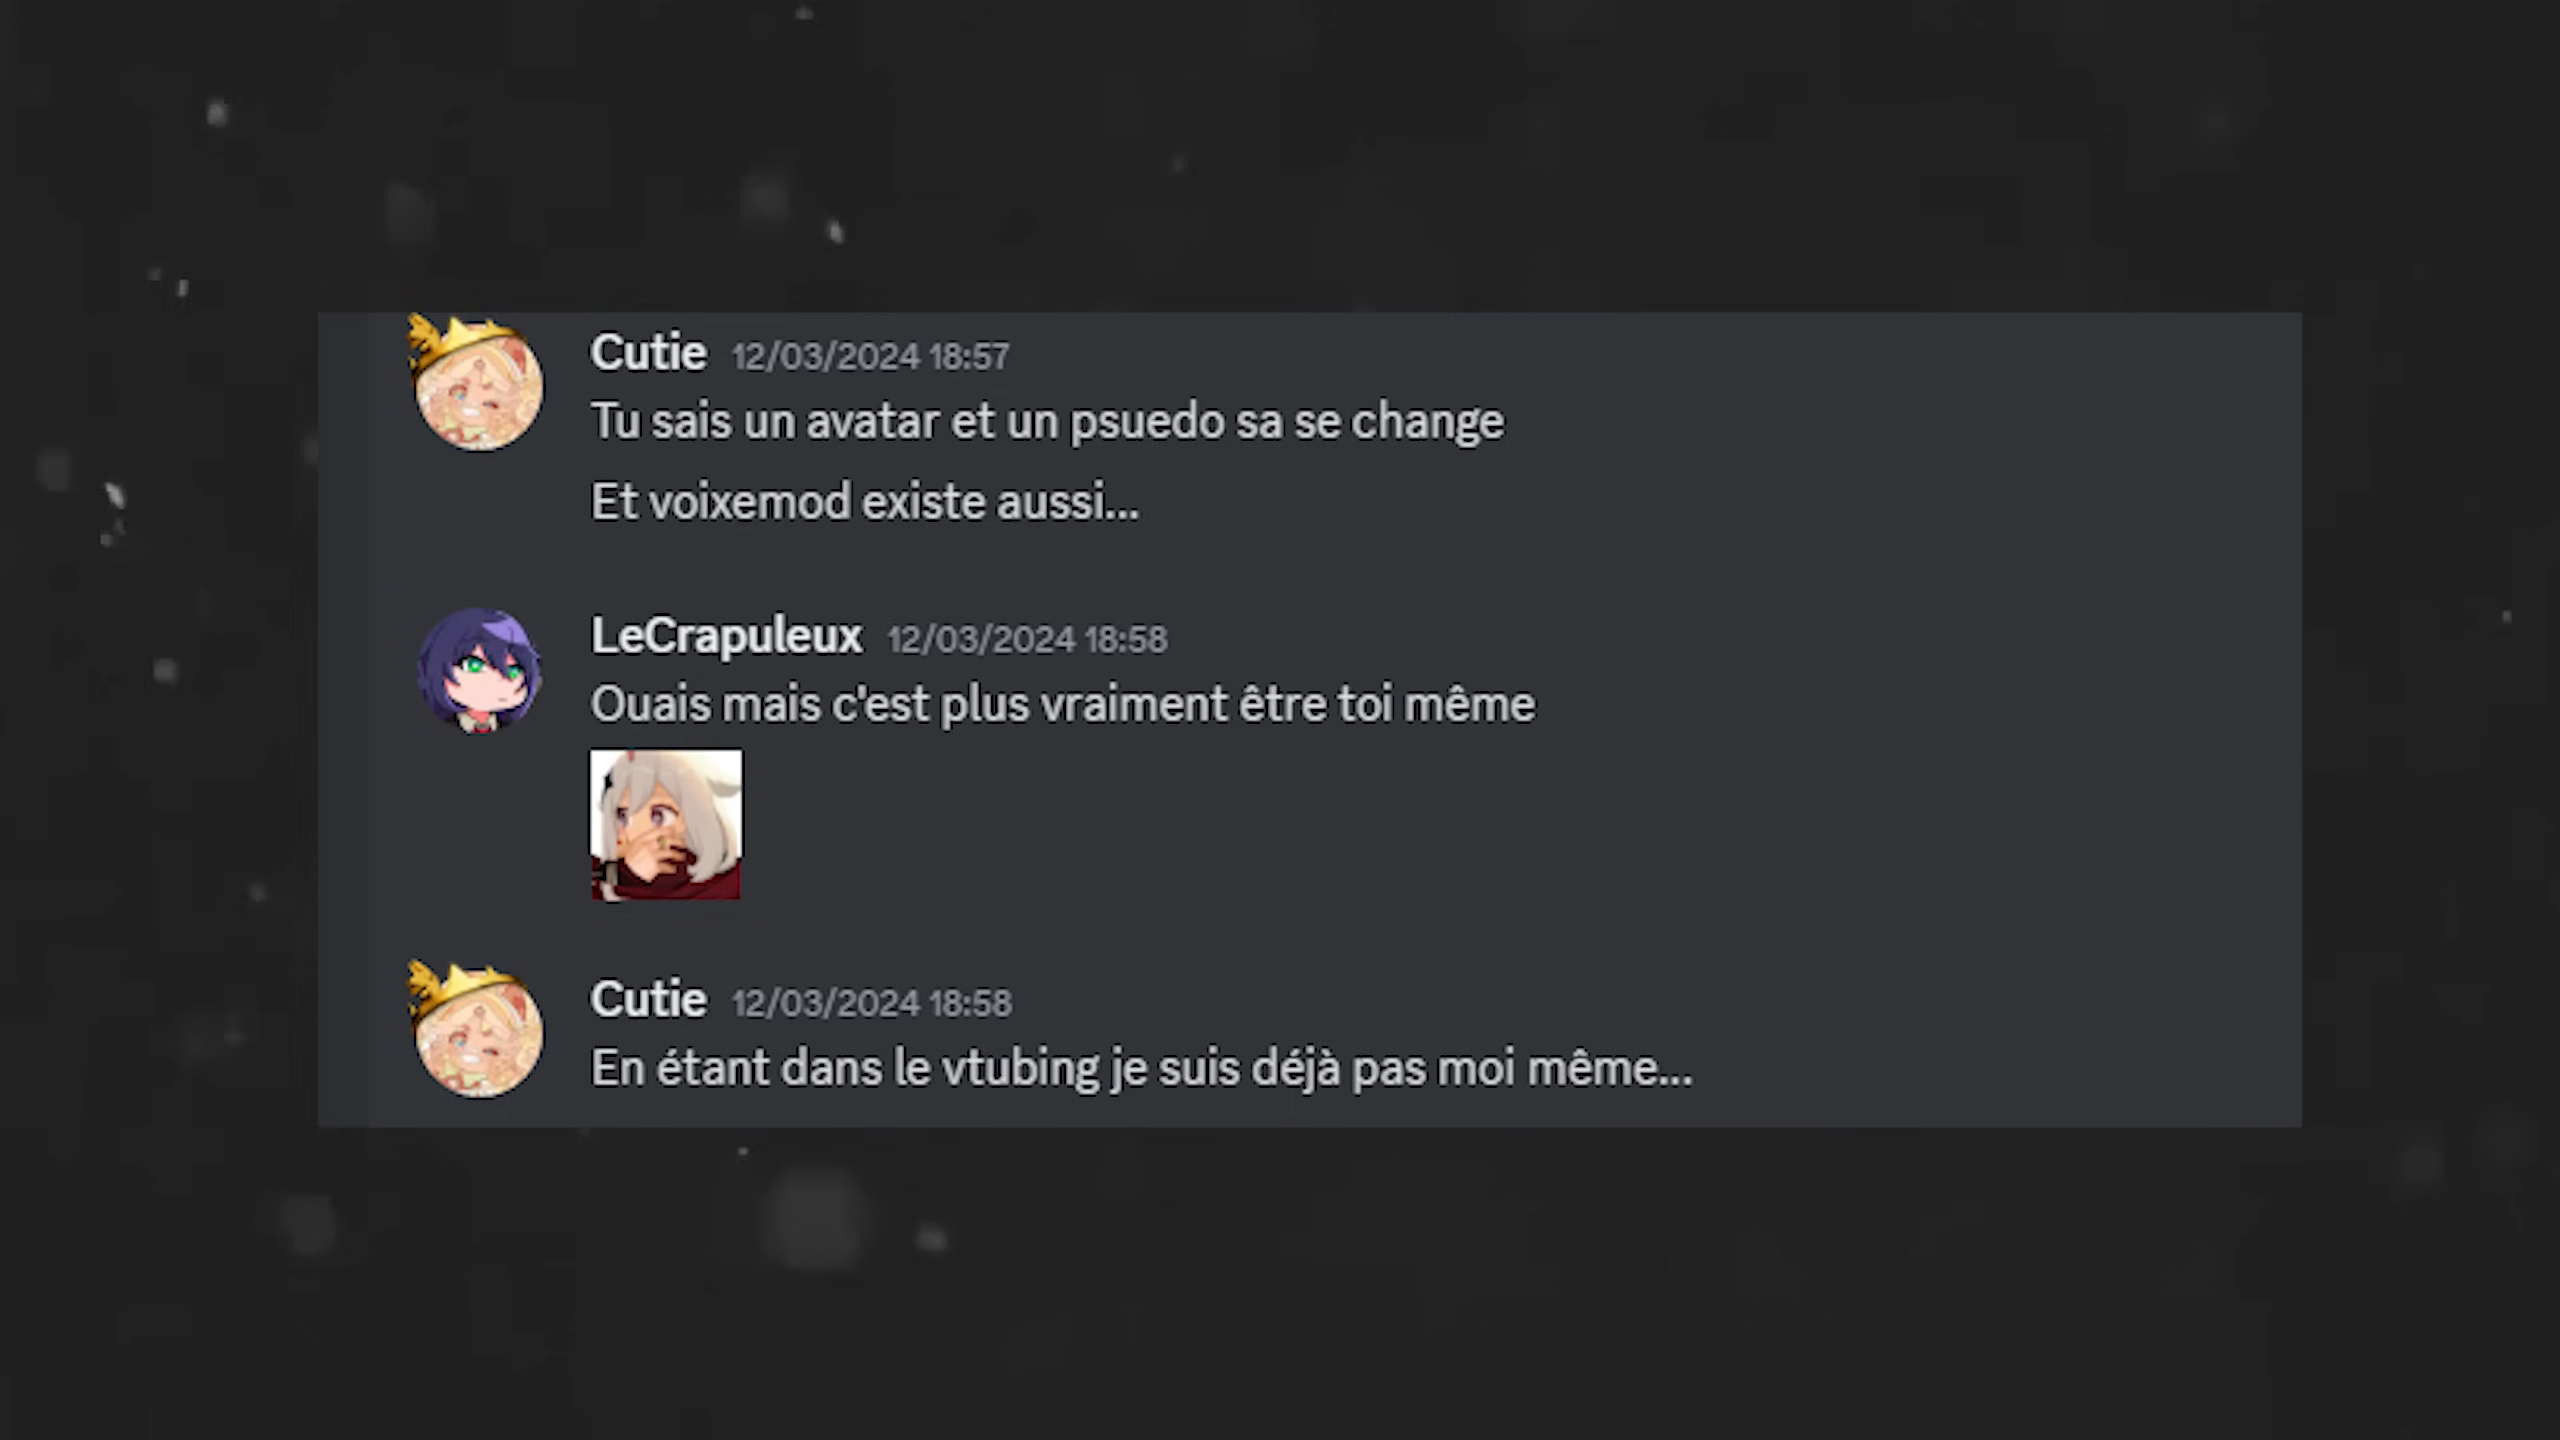 Cutie 12/03/2024 18:57
Tu sais un avatar et un psuedo sa se change
Et voixemod existe aussi...
LeCrapuleux 12/03/2024 18:58
Ouais mais c'est plus vraiment être toi même
Cutie 12/03/2024 18:58
En étant dans le vtubing je suis déjà pas moi même...